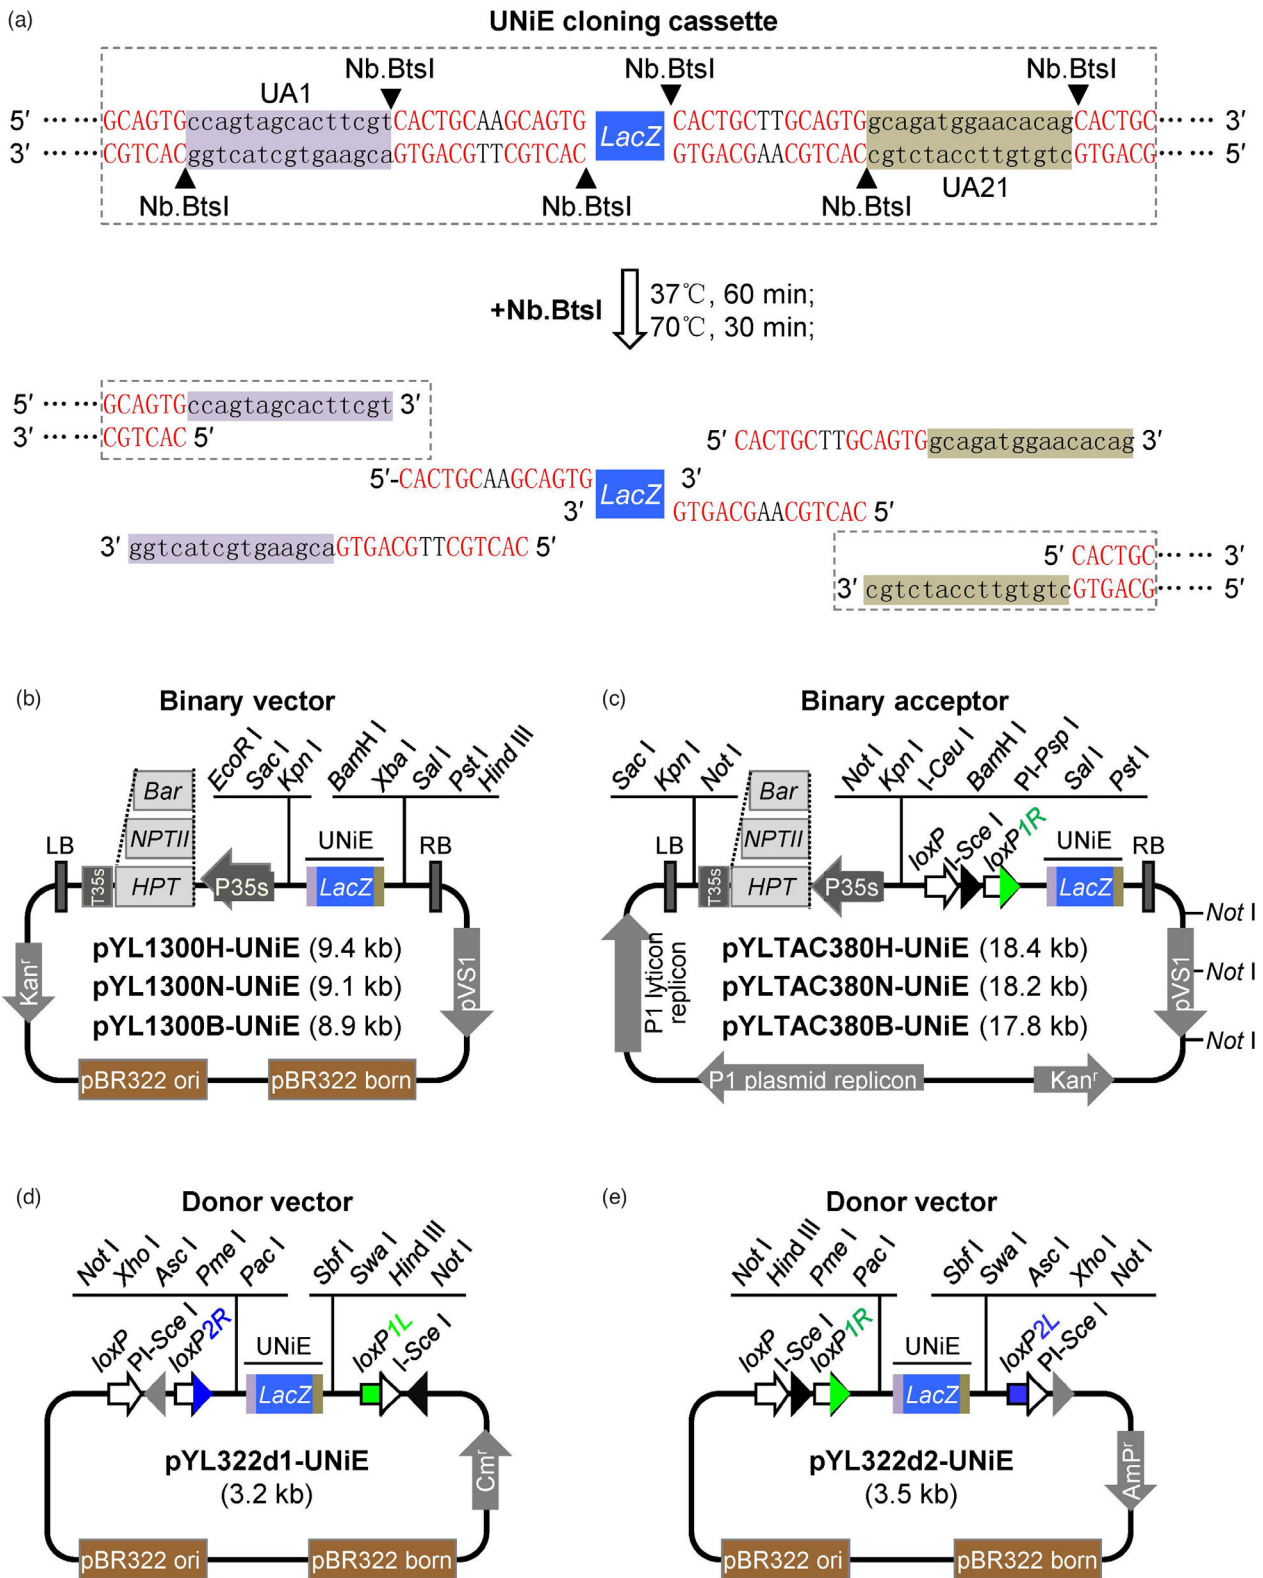 (a)
UNiE cloning cassette
Nb.BtsI
Nb.BtsI
Nb.BtsI
UA1
5′ ······ GCAGTGccagtagcacttcgtCACTGCAAGCAGTG LacZ CACTGCTTGCAGTGgcagatggaacacagCACTGC ······ 3′
3′ ······ CGTCACggtcatcgtgaagcaGTGACGTTCGTCAC GTGACGAACGTCACcgtctaccttgtgtcGTGACG ······ 5′
UA21
Nb.BtsI
Nb.BtsI
Nb.BtsI
+Nb.BtsI
37℃, 60 min;
70℃, 30 min;
5′ ······ GCAGTGccagtagcacttcgt 3′
3′ ······ CGTCAC 5′
5′ CACTGCTTGCAGTGgcagatggaacacag 3′
5′-CACTGCAAGCAGTG LacZ 3′
3′ GTGACGAACGTCAC 5′
3′ ggtcatcgtgaagcaGTGACGTTCGTCAC 5′
5′ CACTGC ······ 3′
3′ cgtctaccttgtgtcGTGACG ······ 5′
(b)
Binary vector
EcoR I
Sac I
Kpn I
BamH I
Xba I
Sal I
Pst I
Hind III
Bar
NPTII
HPT
LB
T35s
P35s
UNiE
LacZ
RB
Kanr
pVS1
pYL1300H-UNiE (9.4 kb)
pYL1300N-UNiE (9.1 kb)
pYL1300B-UNiE (8.9 kb)
pBR322 ori
pBR322 born
(c)
Binary acceptor
Sac I
Kpn I
Not I
Not I
Kpn I
I-Ceu I
BamH I
PI-Psp I
Sal I
Pst I
Bar
NPTII
HPT
LB
T35s
P35s
loxP
I-Sce I
loxP1R
UNiE
LacZ
RB
Not I
Not I
Not I
pVS1
P1 lyticon
replicon
pYLTAC380H-UNiE (18.4 kb)
pYLTAC380N-UNiE (18.2 kb)
pYLTAC380B-UNiE (17.8 kb)
P1 plasmid replicon
Kanr
(d)
Donor vector
Not I
Xho I
Asc I
Pme I
Pac I
Sbf I
Swa I
Hind III
Not I
loxP
PI-Sce I
loxP2R
UNiE
LacZ
loxP1L
I-Sce I
pYL322d1-UNiE
(3.2 kb)
Cmr
pBR322 ori
pBR322 born
(e)
Donor vector
Not I
Hind III
Pme I
Pac I
Sbf I
Swa I
Asc I
Xho I
Not I
loxP
I-Sce I
loxP1R
UNiE
LacZ
loxP2L
PI-Sce I
pYL322d2-UNiE
(3.5 kb)
AmPr
pBR322 ori
pBR322 born